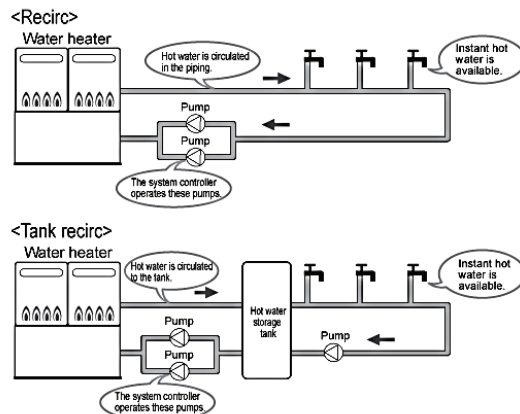 <Recirc>
Water heater
Hot water is circulated
in the piping.
Instant hot
water is
available.
Pump
Pump
The system controller
operates these pumps.
<Tank recirc>
Water heater
Hot water is circulated
to the tank.
Instant hot
water is
available.
Hot water
storage
tank
Pump
Pump
Pump
The system controller
operates these pumps.